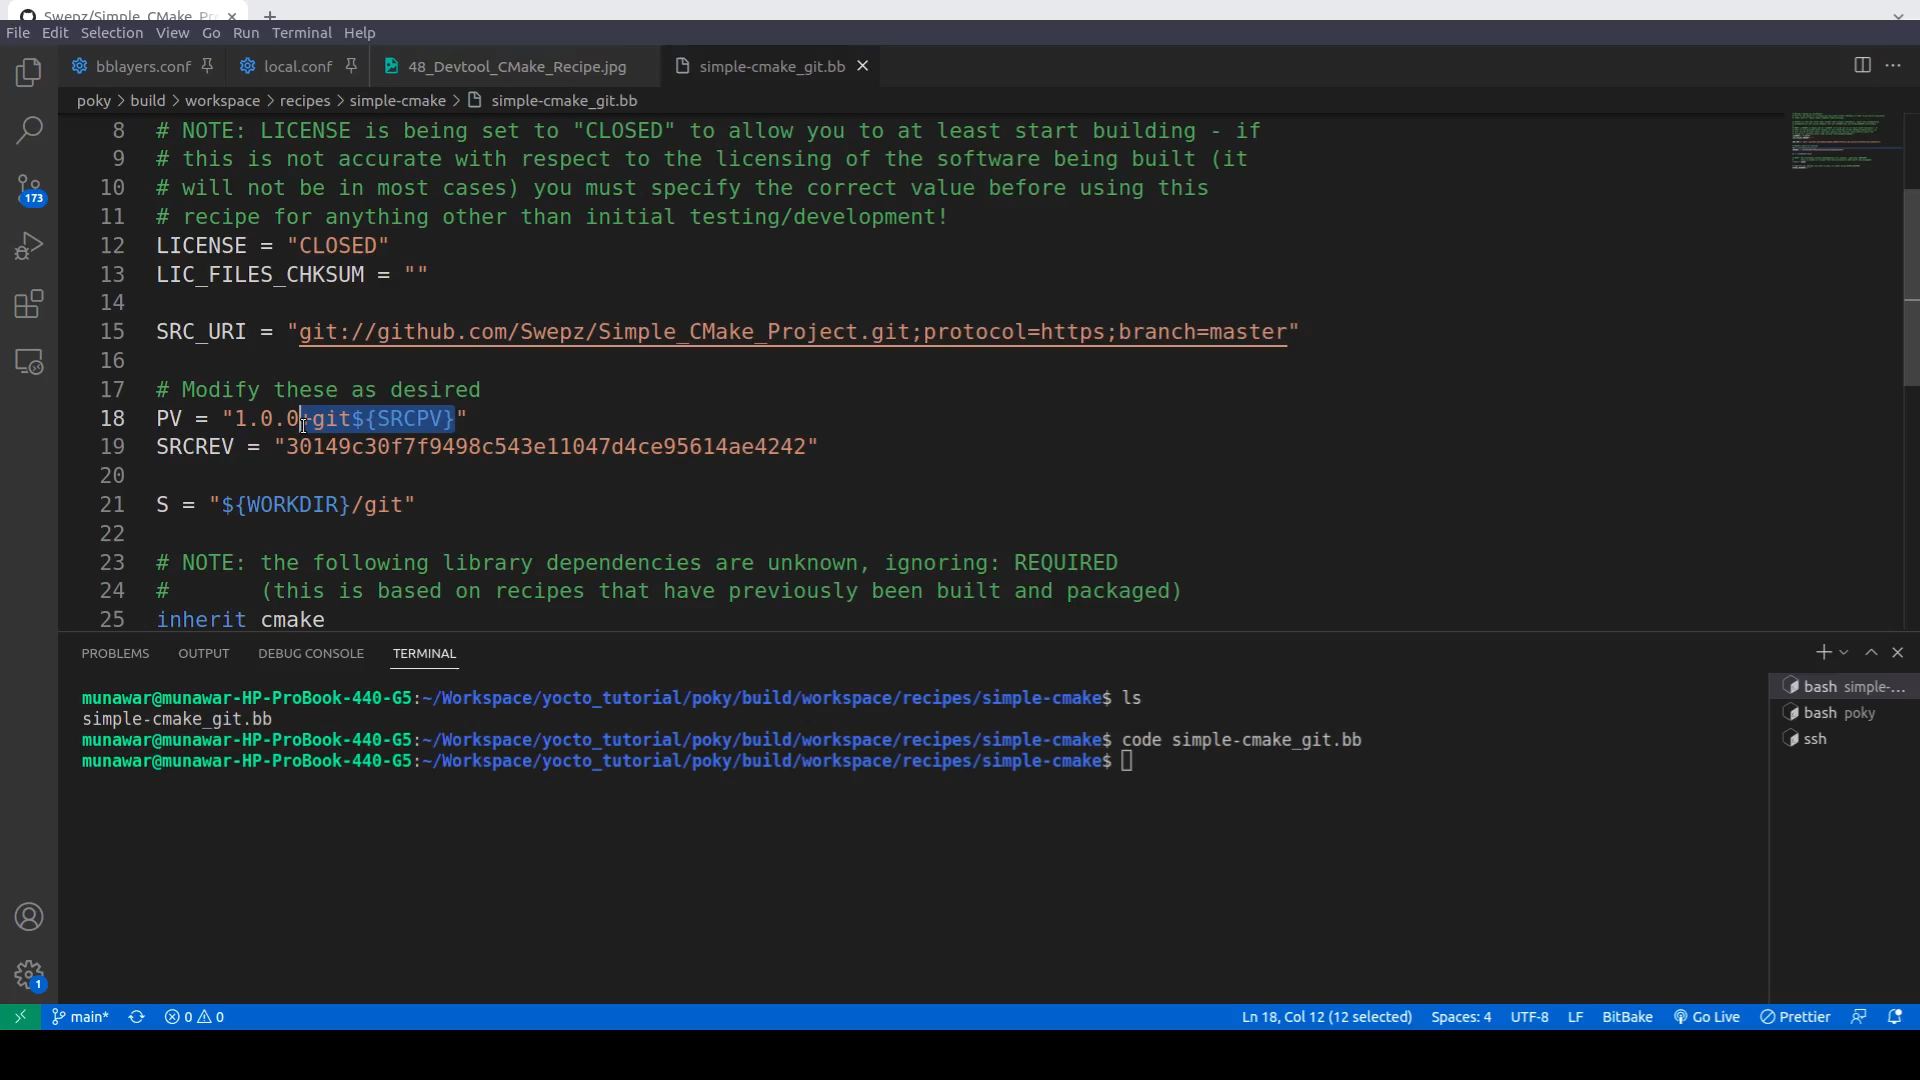 Swepz/Simple_CMake_Pr
File Edit Selection View Go Run Terminal Help
bblayers.conf local.conf 48_Devtool_CMake_Recipe.jpg simple-cmake_git.bb
poky > build > workspace > recipes > simple-cmake > simple-cmake_git.bb
8 # NOTE: LICENSE is being set to "CLOSED" to allow you to at least start building - if
9 # this is not accurate with respect to the licensing of the software being built (it
10 # will not be in most cases) you must specify the correct value before using this
11 # recipe for anything other than initial testing/development!
12 LICENSE = "CLOSED"
13 LIC_FILES_CHKSUM = ""
14
15 SRC_URI = "git://github.com/Swepz/Simple_CMake_Project.git;protocol=https;branch=master"
16
17 # Modify these as desired
18 PV = "1.0.0+git${SRCPV}"
19 SRCREV = "30149c30f7f9498c543e11047d4ce95614ae4242"
20
21 S = "${WORKDIR}/git"
22
23 # NOTE: the following library dependencies are unknown, ignoring: REQUIRED
24 #       (this is based on recipes that have previously been built and packaged)
25 inherit cmake
173
PROBLEMS OUTPUT DEBUG CONSOLE TERMINAL
munawar@munawar-HP-ProBook-440-G5:~/Workspace/yocto_tutorial/poky/build/workspace/recipes/simple-cmake$ ls
simple-cmake_git.bb
munawar@munawar-HP-ProBook-440-G5:~/Workspace/yocto_tutorial/poky/build/workspace/recipes/simple-cmake$ code simple-cmake_git.bb
munawar@munawar-HP-ProBook-440-G5:~/Workspace/yocto_tutorial/poky/build/workspace/recipes/simple-cmake$
bash simple-...
bash poky
ssh
1
main* 0 0 Ln 18, Col 12 (12 selected) Spaces: 4 UTF-8 LF BitBake Go Live Prettier